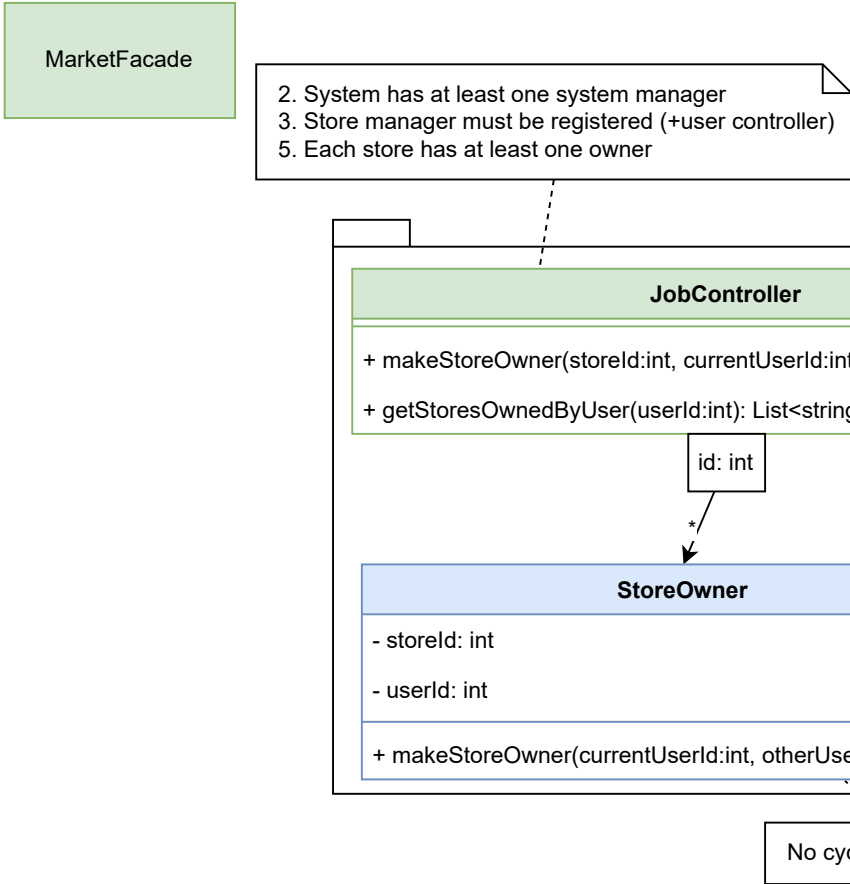 MarketFacade
2. System has at least one system manager
3. Store manager must be registered (+user controller)
5. Each store has at least one owner
JobController
+ makeStoreOwner(storeId:int, currentUserId:int
+ getStoresOwnedByUser(userId:int): List<string
id: int
*
StoreOwner
- storeId: int
- userId: int
+ makeStoreOwner(currentUserId:int, otherUse
No cyc